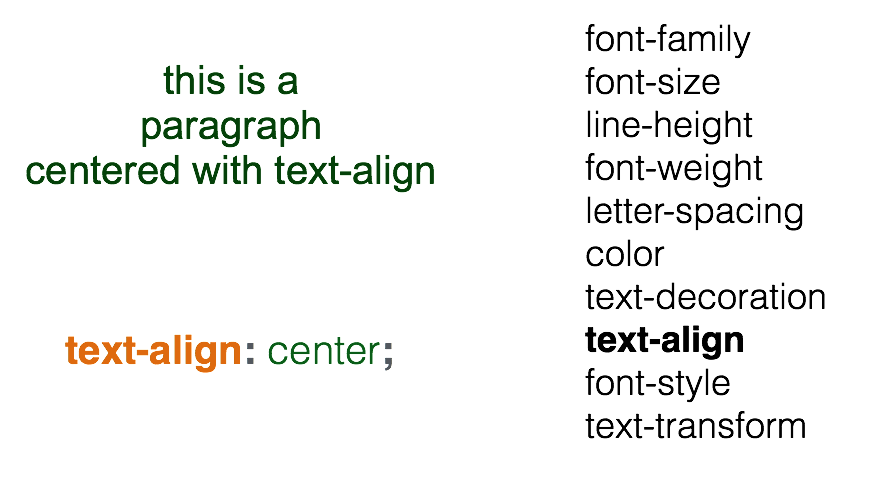 this is a
paragraph
centered with text-align
text-align: center;
font-family
font-size
line-height
font-weight
letter-spacing
color
text-decoration
text-align
font-style
text-transform